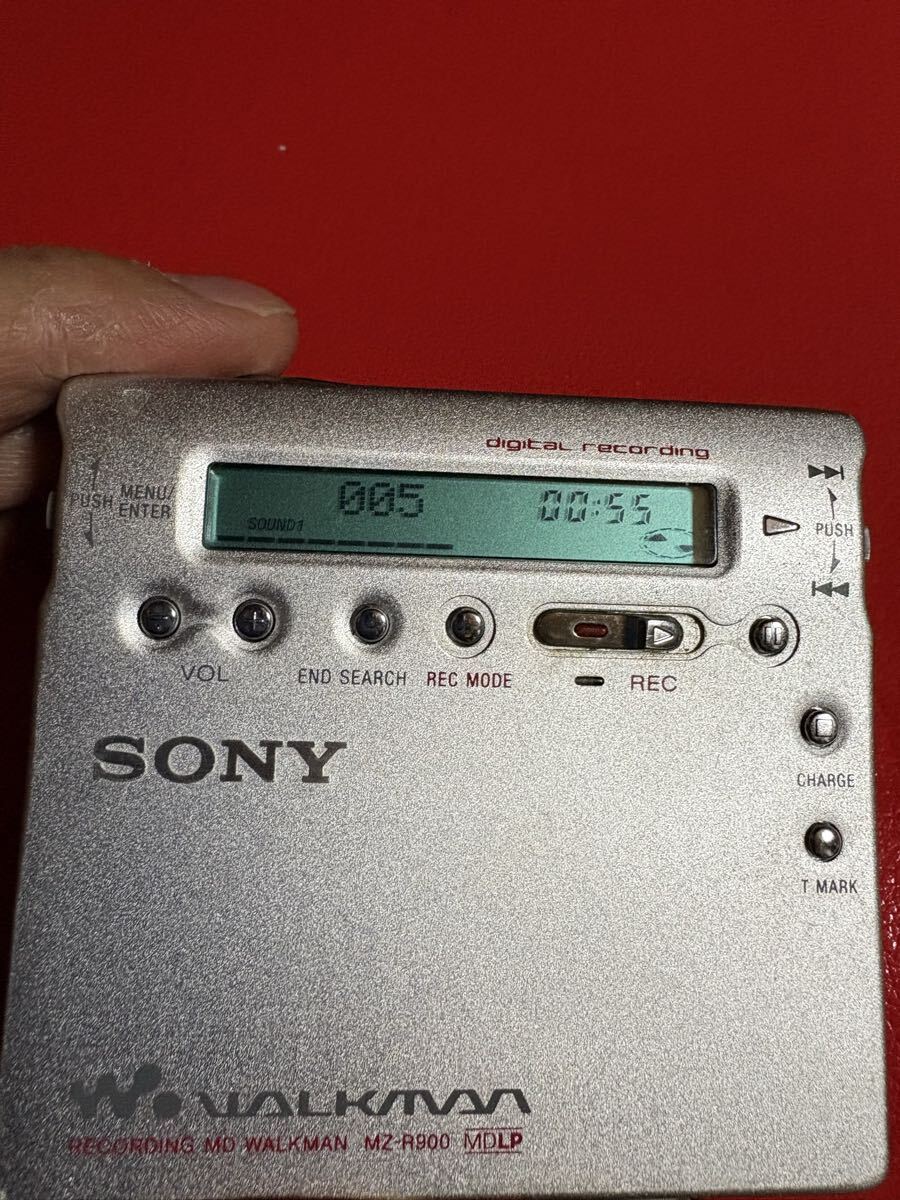 digital recording
PUSH MENU/
ENTER
005 00:55
SOUND1
PUSH
VOL
END SEARCH
REC MODE
REC
SONY
CHARGE
T MARK
WALKMAN
RECORDING MD WALKMAN MZ-R900 MDLP